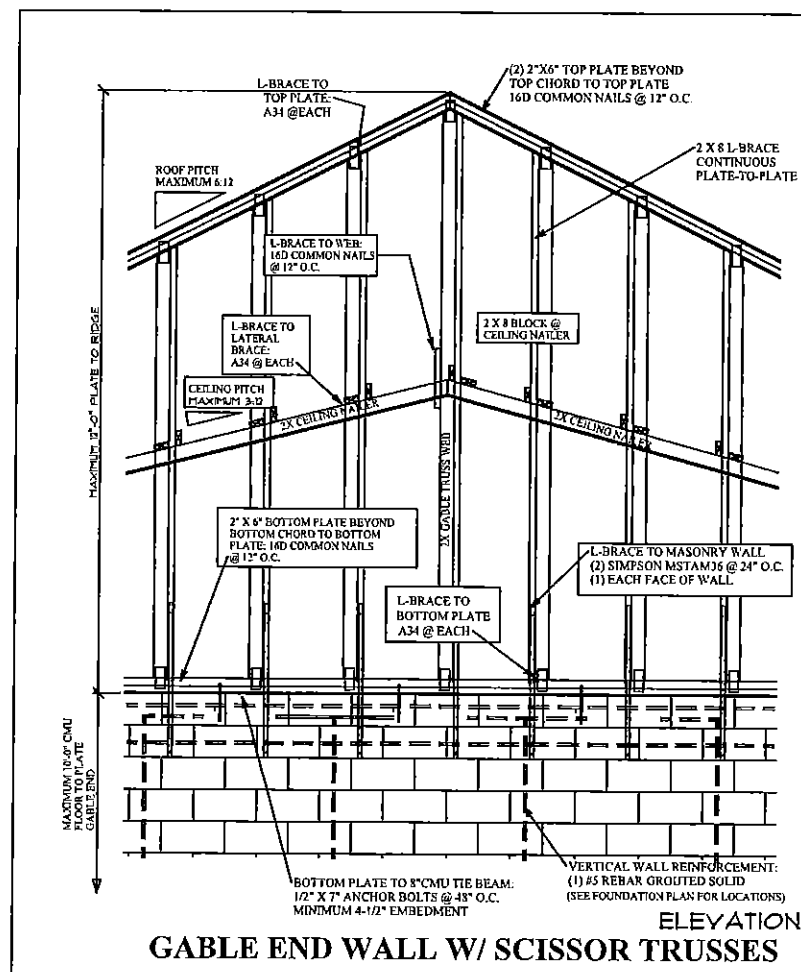 (2) 2"X6" TOP PLATE BEYOND
TOP CHORD TO TOP PLATE
16D COMMON NAILS @ 12" O.C.
L-BRACE TO
TOP PLATE:
A34 @EACH
2 X 8 L-BRACE
CONTINUOUS
PLATE-TO-PLATE
ROOF PITCH
MAXIMUM 6:12
L-BRACE TO WEB:
16D COMMON NAILS
@ 12" O.C.
L-BRACE TO
LATERAL
BRACE:
A34 @ EACH
2 X 8 BLOCK @
CEILING NAILER
CEILING PITCH
MAXIMUM 3:12
2X CEILING NAILER
2X CEILING NAILER
MAXIMUM 12'-0" PLATE TO RIDGE
2X GABLE TRUSS WEB
2" X 6" BOTTOM PLATE BEYOND
BOTTOM CHORD TO BOTTOM
PLATE; 16D COMMON NAILS
@ 12" O.C.
L-BRACE TO MASONRY WALL
(2) SIMPSON MSTAM36 @ 24" O.C.
(1) EACH FACE OF WALL
L-BRACE TO
BOTTOM PLATE
A34 @ EACH
MAXIMUM 10'-0" CMU
FLOOR TO PLATE
GABLE END
VERTICAL WALL REINFORCEMENT:
(1) #5 REBAR GROUTED SOLID
(SEE FOUNDATION PLAN FOR LOCATIONS)
BOTTOM PLATE TO 8"CMU TIE BEAM:
1/2" X 7" ANCHOR BOLTS @ 48" O.C.
MINIMUM 4-1/2" EMBEDMENT
ELEVATION
GABLE END WALL W/ SCISSOR TRUSSES